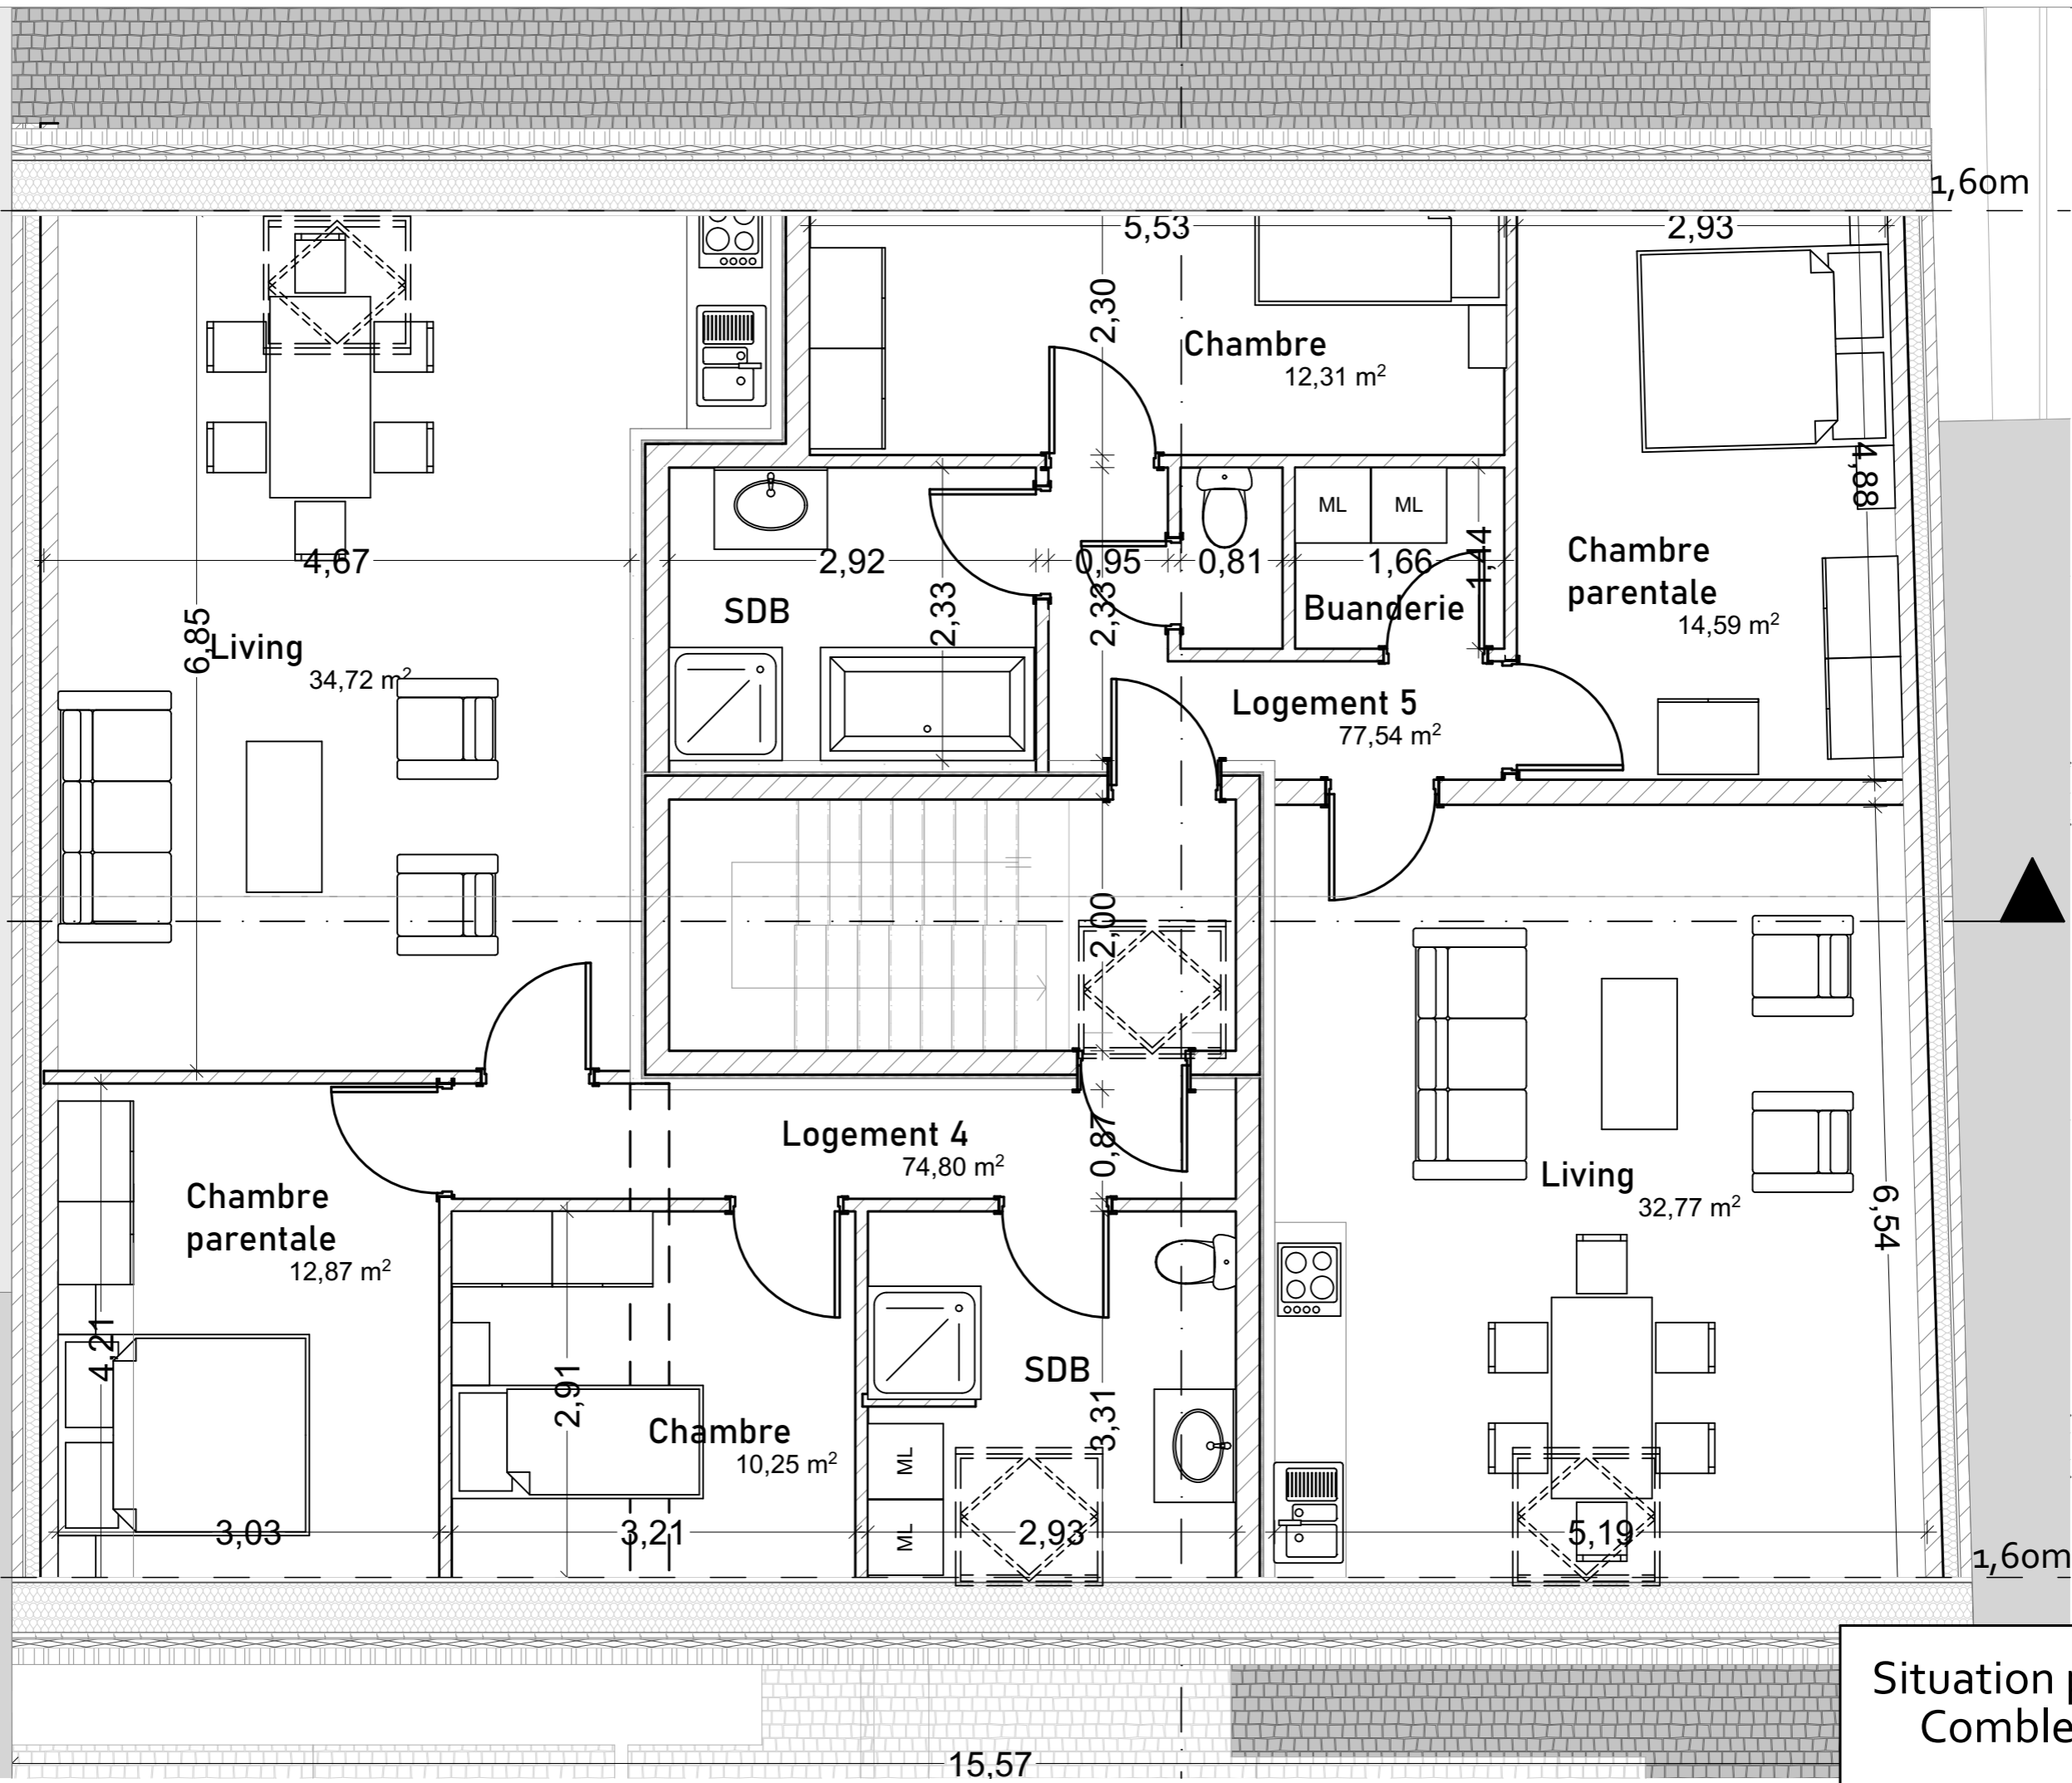 1,60m
5,53
2,93
2,30
Chambre
12,31 m²
4,88
ML
ML
1,44
4,67
2,92
0,95
0,81
1,66
Chambre
parentale
14,59 m²
SDB
2,33
2,33
Buanderie
6,85
Living
34,72 m²
Logement 5
77,54 m²
2,00
Logement 4
74,80 m²
0,87
Living
32,77 m²
6,54
Chambre
parentale
12,87 m²
4,21
2,91
SDB
3,31
Chambre
10,25 m²
ML
ML
3,03
3,21
2,93
5,19
1,60m
Situation
Comble
15,57